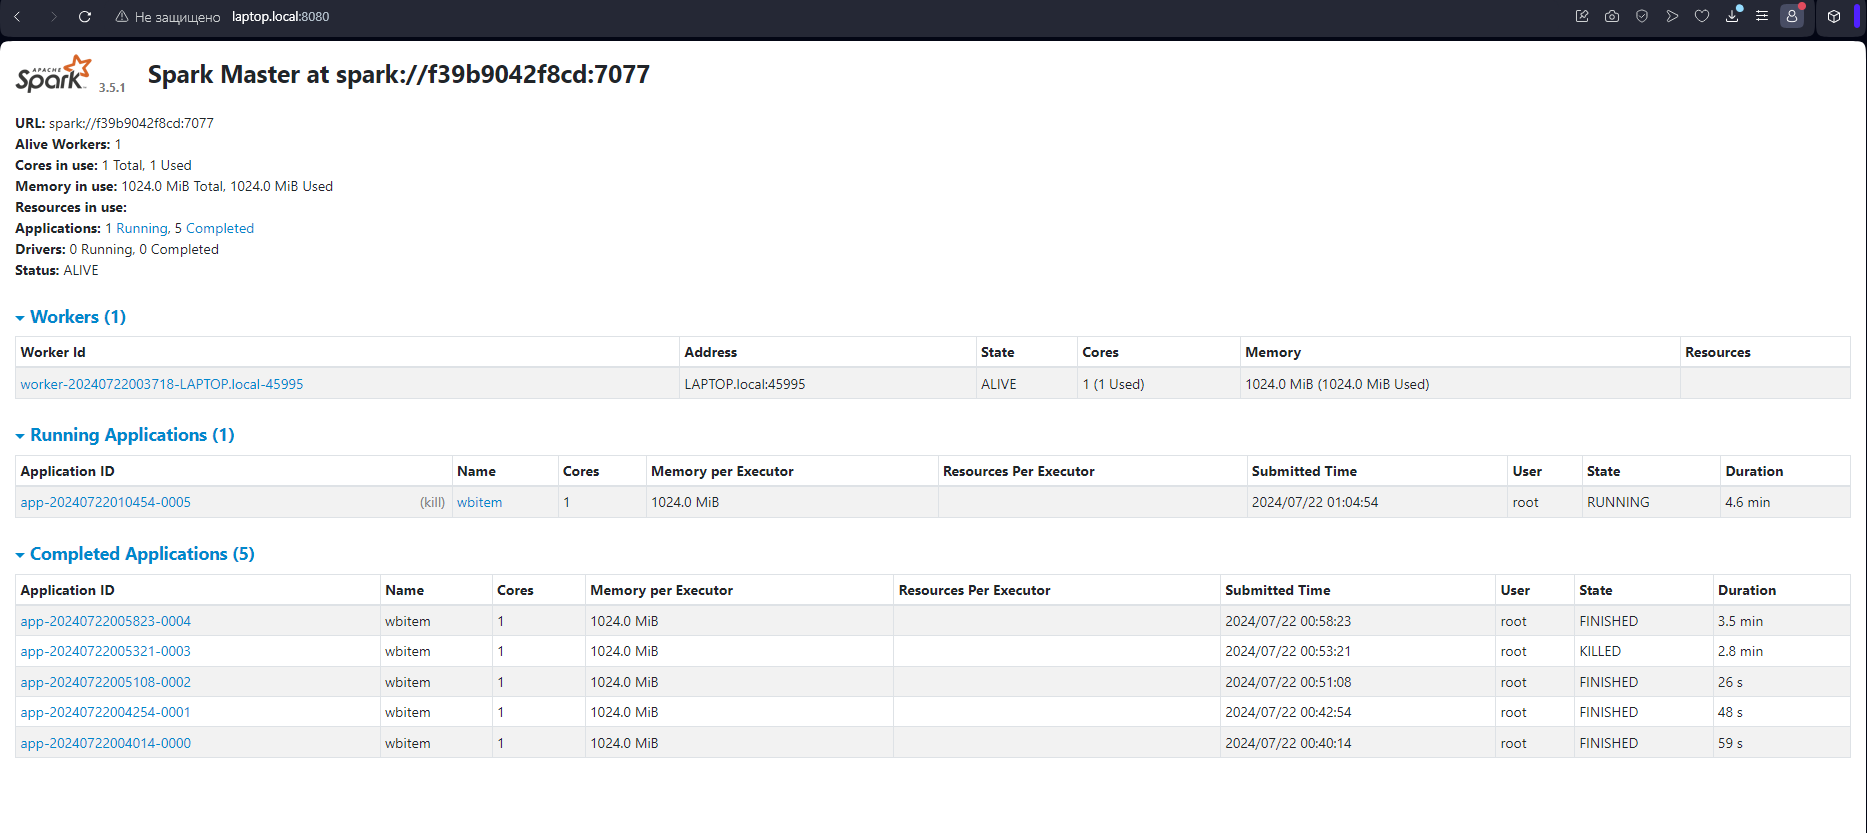 Не защищено laptop.local:8080
APACHE Spark 3.5.1 Spark Master at spark://f39b9042f8cd:7077
URL: spark://f39b9042f8cd:7077
Alive Workers: 1
Cores in use: 1 Total, 1 Used
Memory in use: 1024.0 MiB Total, 1024.0 MiB Used
Resources in use:
Applications: 1 Running, 5 Completed
Drivers: 0 Running, 0 Completed
Status: ALIVE
Workers (1)
Worker Id Address State Cores Memory Resources
worker-20240722003718-LAPTOP.local-45995 LAPTOP.local:45995 ALIVE 1 (1 Used) 1024.0 MiB (1024.0 MiB Used)
Running Applications (1)
Application ID Name Cores Memory per Executor Resources Per Executor Submitted Time User State Duration
app-20240722010454-0005 (kill) wbitem 1 1024.0 MiB 2024/07/22 01:04:54 root RUNNING 4.6 min
Completed Applications (5)
Application ID Name Cores Memory per Executor Resources Per Executor Submitted Time User State Duration
app-20240722005823-0004 wbitem 1 1024.0 MiB 2024/07/22 00:58:23 root FINISHED 3.5 min
app-20240722005321-0003 wbitem 1 1024.0 MiB 2024/07/22 00:53:21 root KILLED 2.8 min
app-20240722005108-0002 wbitem 1 1024.0 MiB 2024/07/22 00:51:08 root FINISHED 26 s
app-20240722004254-0001 wbitem 1 1024.0 MiB 2024/07/22 00:42:54 root FINISHED 48 s
app-20240722004014-0000 wbitem 1 1024.0 MiB 2024/07/22 00:40:14 root FINISHED 59 s